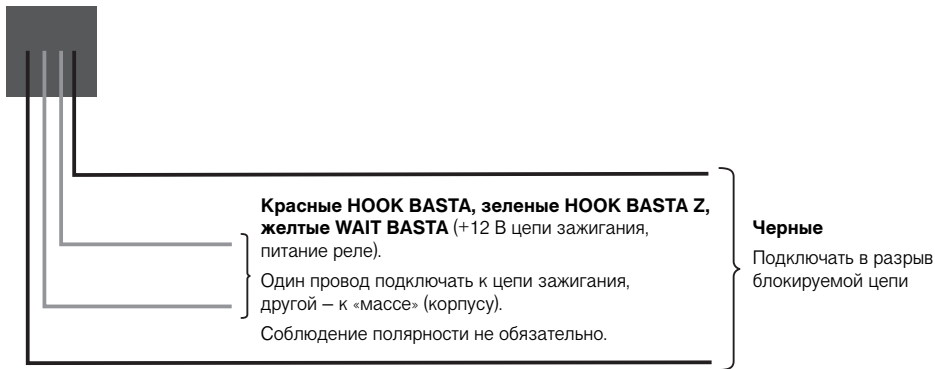 Красные HOOK BASTA, зеленые HOOK BASTA Z,
желтые WAIT BASTA (+12 В цепи зажигания,
питание реле).
Один провод подключать к цепи зажигания,
другой – к «массе» (корпусу).
Соблюдение полярности не обязательно.
Черные
Подключать в разрыв
блокируемой цепи